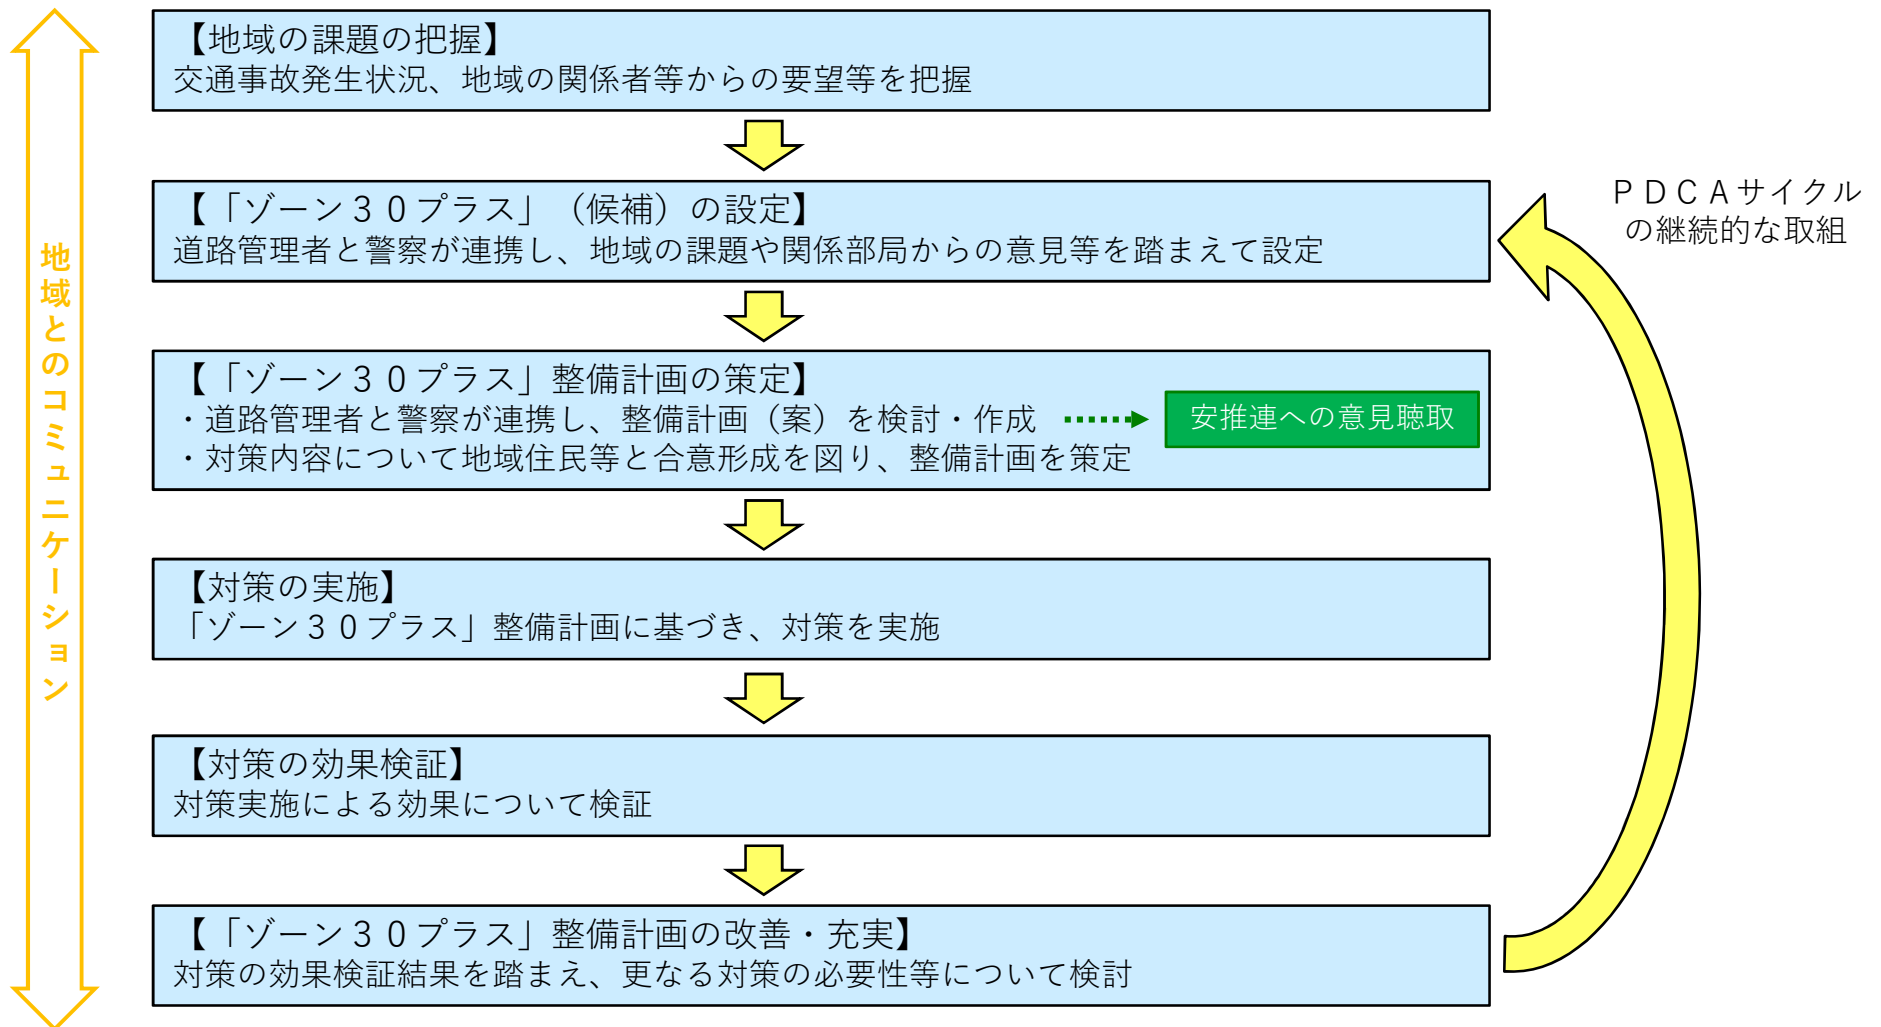 【地域の課題の把握】
交通事故発生状況、地域の関係者等からの要望等を把握
【「ゾーン３０プラス」（候補）の設定】
道路管理者と警察が連携し、地域の課題や関係部局からの意見等を踏まえて設定
ＰＤＣＡサイクル
の継続的な取組
地域とのコミュニケーション
【「ゾーン３０プラス」整備計画の策定】
・道路管理者と警察が連携し、整備計画（案）を検討・作成
安推連への意見聴取
・対策内容について地域住民等と合意形成を図り、整備計画を策定
【対策の実施】
「ゾーン３０プラス」整備計画に基づき、対策を実施
【対策の効果検証】
対策実施による効果について検証
【「ゾーン３０プラス」整備計画の改善・充実】
対策の効果検証結果を踏まえ、更なる対策の必要性等について検討